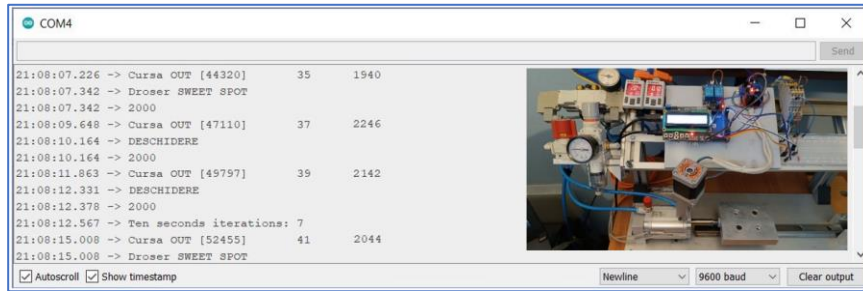 COM4
Send
21:08:07.226 -> Cursa OUT [44320] 35 1940
21:08:07.342 -> Droser SWEET SPOT
21:08:07.342 -> 2000
21:08:09.648 -> Cursa OUT [47110] 37 2246
21:08:10.164 -> DESCHIDERE
21:08:10.164 -> 2000
21:08:11.863 -> Cursa OUT [49797] 39 2142
21:08:12.331 -> DESCHIDERE
21:08:12.378 -> 2000
21:08:12.567 -> Ten seconds iterations: 7
21:08:15.008 -> Cursa OUT [52455] 41 2044
21:08:15.008 -> Droser SWEET SPOT
Autoscroll Show timestamp Newline 9600 baud Clear output